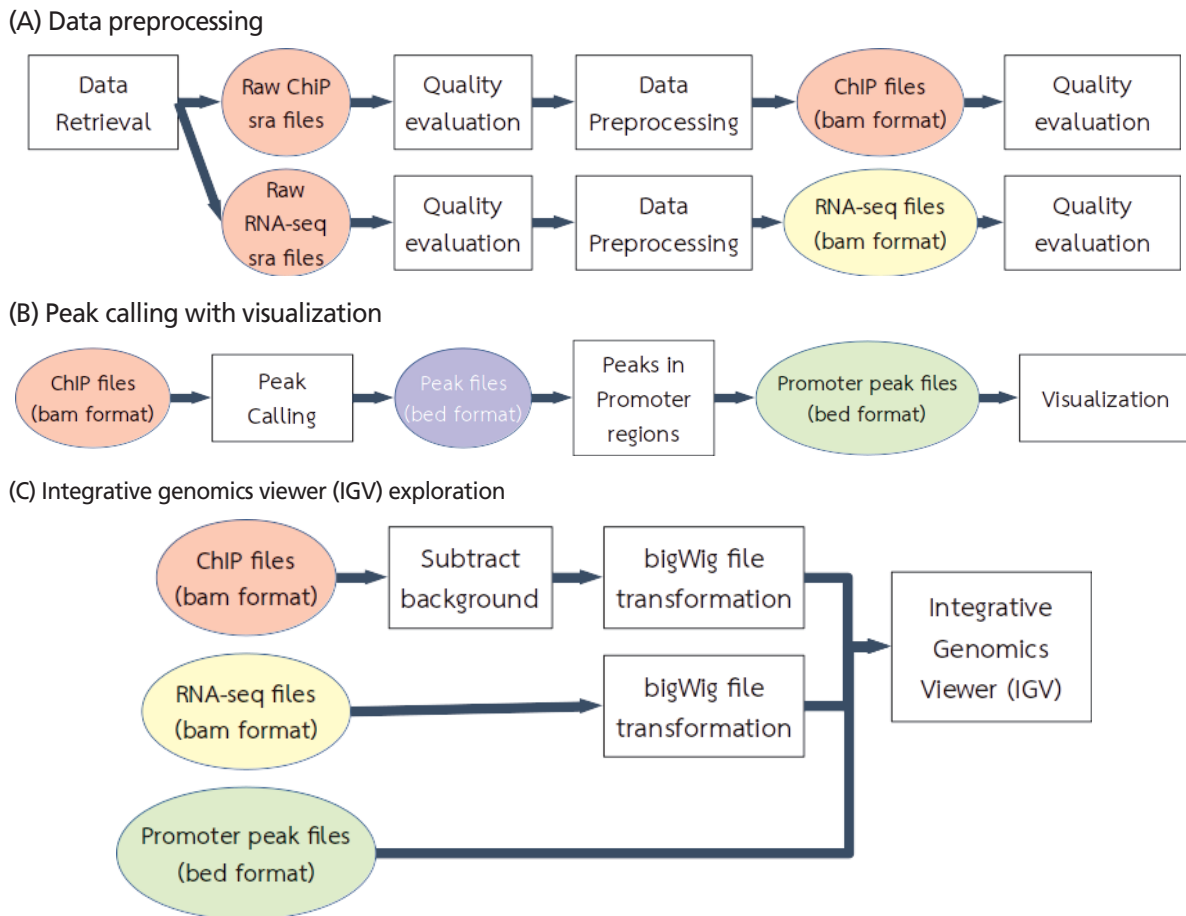 (A) Data preprocessing
Data
Retrieval
Raw ChiP
sra files
Quality
evaluation
Data
Preprocessing
ChIP files
(bam format)
Quality
evaluation
Raw
RNA-seq
sra files
Quality
evaluation
Data
Preprocessing
RNA-seq files
(bam format)
Quality
evaluation
(B) Peak calling with visualization
ChIP files
(bam format)
Peak
Calling
Peak files
(bed format)
Peaks in
Promoter
regions
Promoter peak files
(bed format)
Visualization
(C) Integrative genomics viewer (IGV) exploration
ChIP files
(bam format)
Subtract
background
bigWig file
transformation
Integrative
Genomics
Viewer (IGV)
RNA-seq files
(bam format)
bigWig file
transformation
Promoter peak files
(bed format)